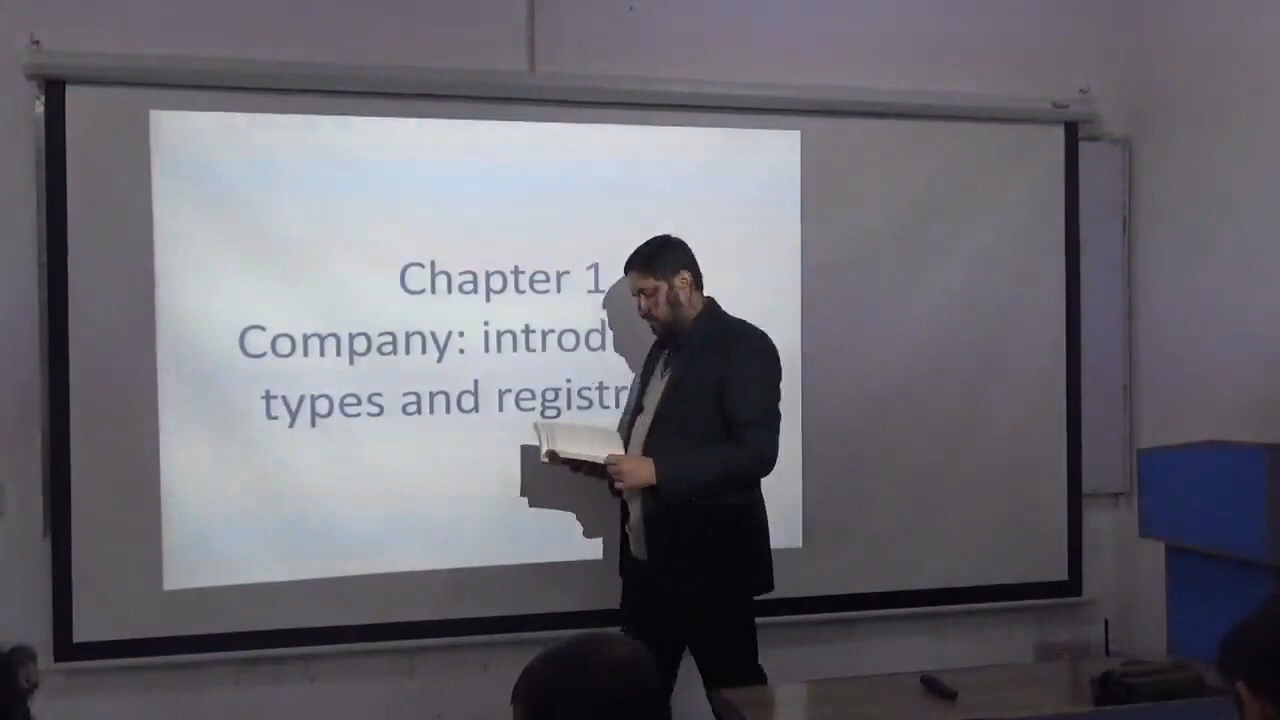 Chapter 1
Company: introd
types and registr